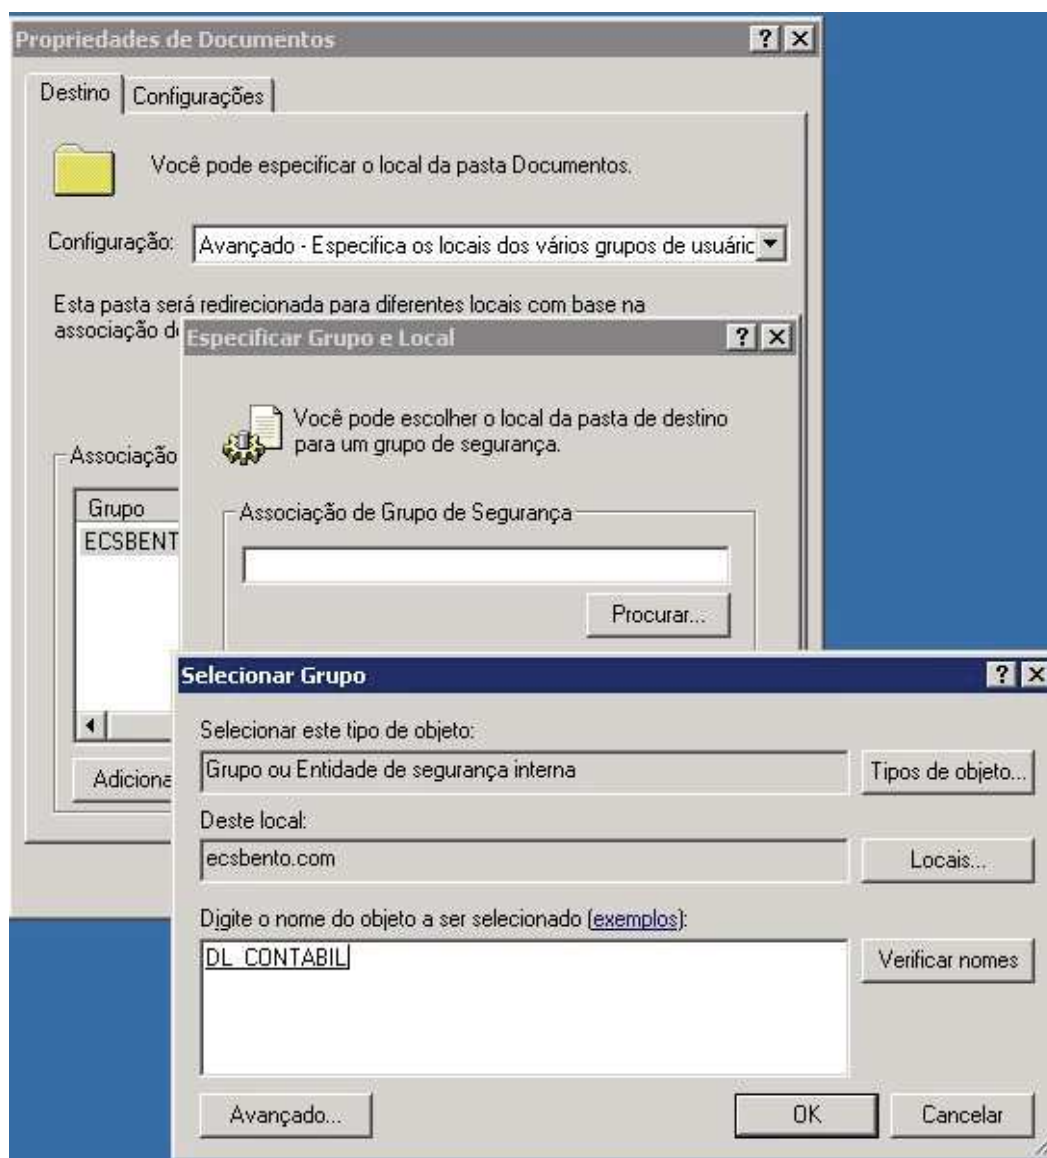 Propriedades de Documentos
Destino
Configurações
Você pode especificar o local da pasta Documentos.
Configuração:
Avançado - Especifica os locais dos vários grupos de usuáric
Esta pasta será redirecionada para diferentes locais com base na
associação d
Especificar Grupo e Local
Você pode escolher o local da pasta de destino
para um grupo de segurança.
Associação
Grupo
ECSBENT
Associação de Grupo de Segurança
Procurar...
Adiciona
Selecionar Grupo
Selecionar este tipo de objeto:
Grupo ou Entidade de segurança interna
Tipos de objeto...
Deste local:
ecsbento.com
Locais...
Digite o nome do objeto a ser selecionado (exemplos):
DL_CONTABIL
Verificar nomes
Avançado...
OK
Cancelar